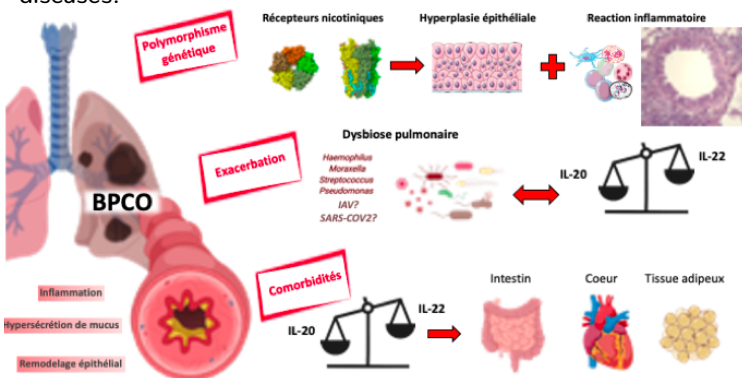 diseases.
Polymorphisme
génétique
Récepteurs nicotiniques
Hyperplasie épithéliale
Reaction inflammatoire
Exacerbation
Dysbiose pulmonaire
Haemophilus
Moraxella
Streptococcus
Pseudomonas
IAV?
SARS-COV2?
IL-20
IL-22
BPCO
Comorbidités
IL-20
IL-22
Intestin
Coeur
Tissue adipeux
Inflammation
Hypersécrétion de mucus
Remodelage épithélial